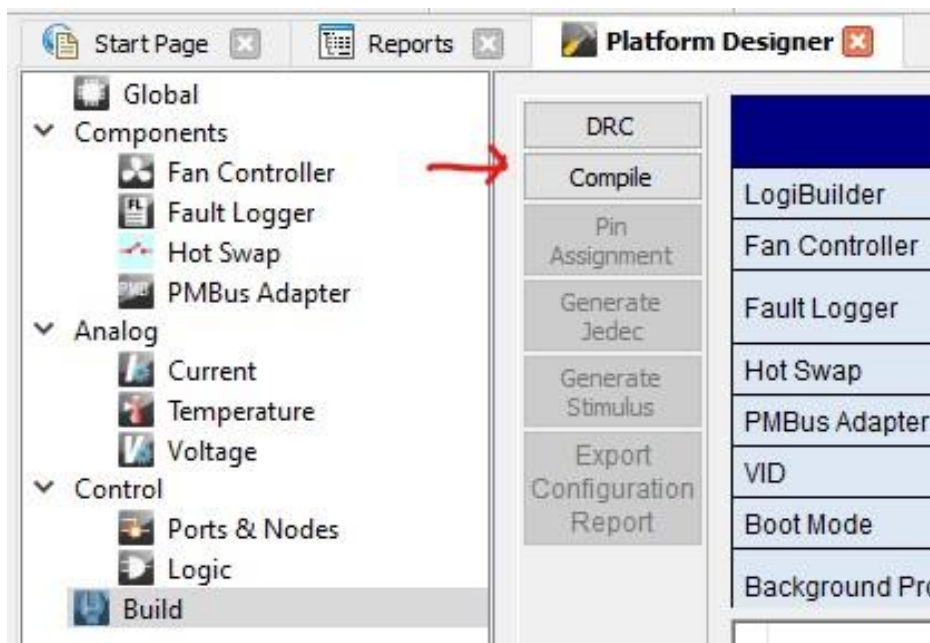 Start Page
Reports
Platform Designer
Global
Components
Fan Controller
Fault Logger
Hot Swap
PMBus Adapter
Analog
Current
Temperature
Voltage
Control
Ports & Nodes
Logic
Build
DRC
Compile
Pin
Assignment
Generate
Jedec
Generate
Stimulus
Export
Configuration
Report
LogiBuilder
Fan Controller
Fault Logger
Hot Swap
PMBus Adapter
VID
Boot Mode
Background Pro